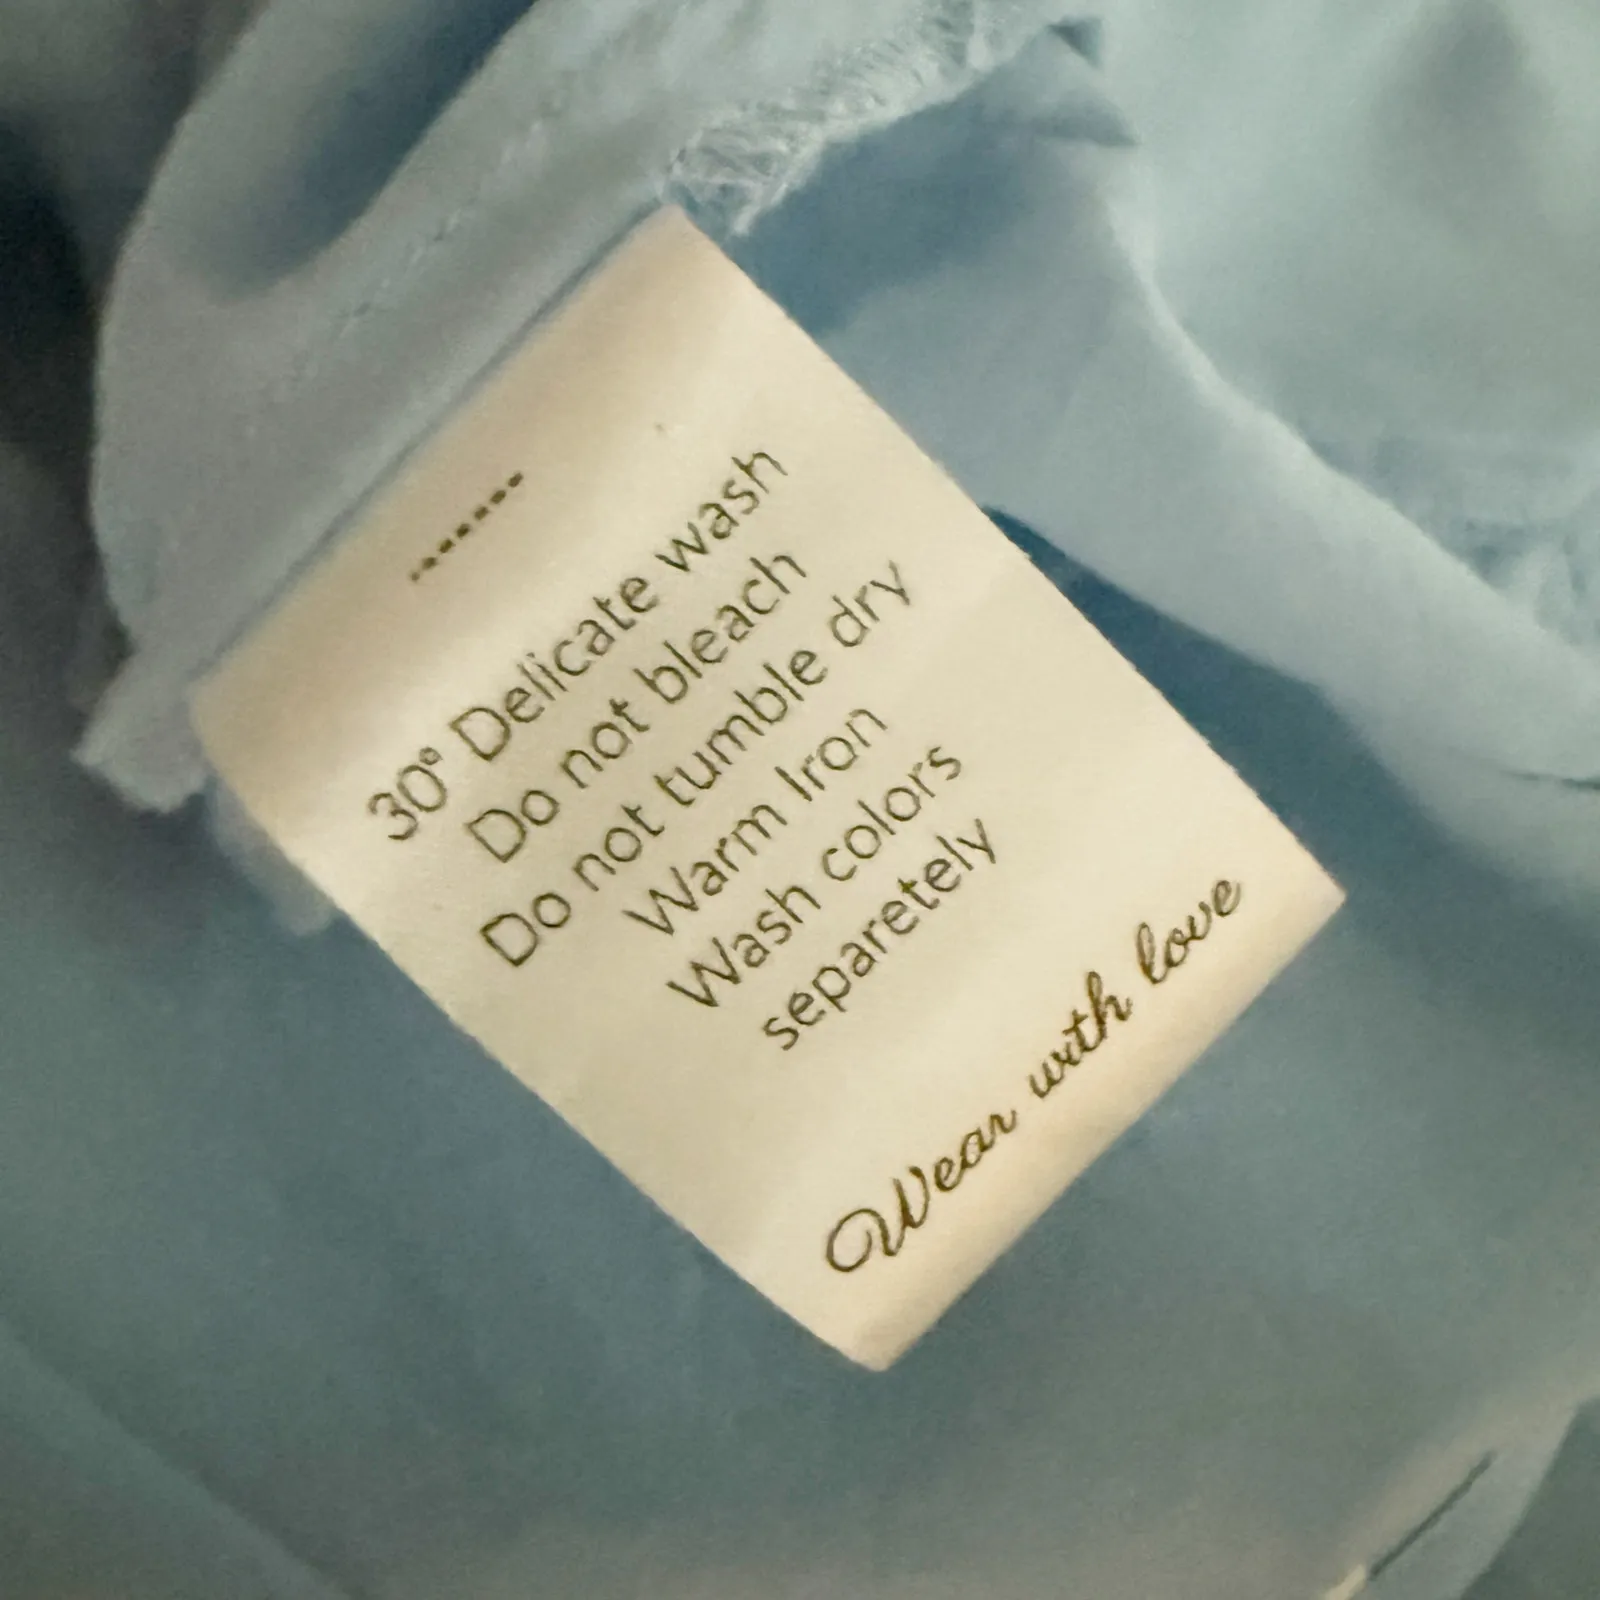 30° Delicate wash
Do not bleach
Do not tumble dry
Warm Iron
Wash colors
separetely
Wear with love